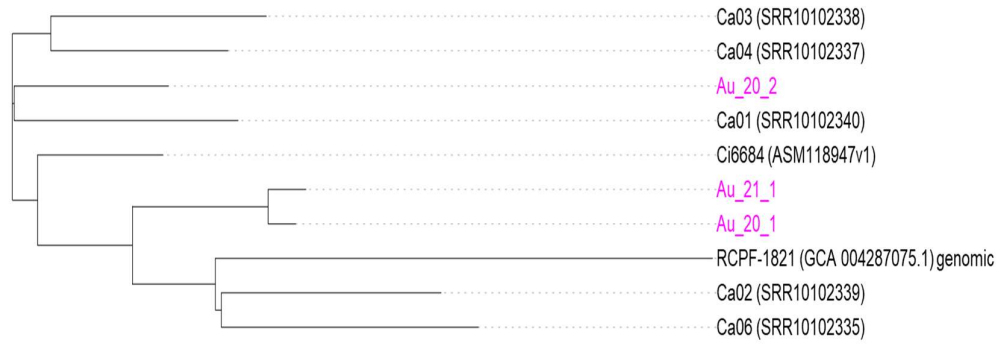 Ca03 (SRR10102338)
Ca04 (SRR10102337)
Au_20_2
Ca01 (SRR10102340)
Ci6684 (ASM118947v1)
Au_21_1
Au_20_1
RCPF-1821 (GCA 004287075.1) genomic
Ca02 (SRR10102339)
Ca06 (SRR10102335)